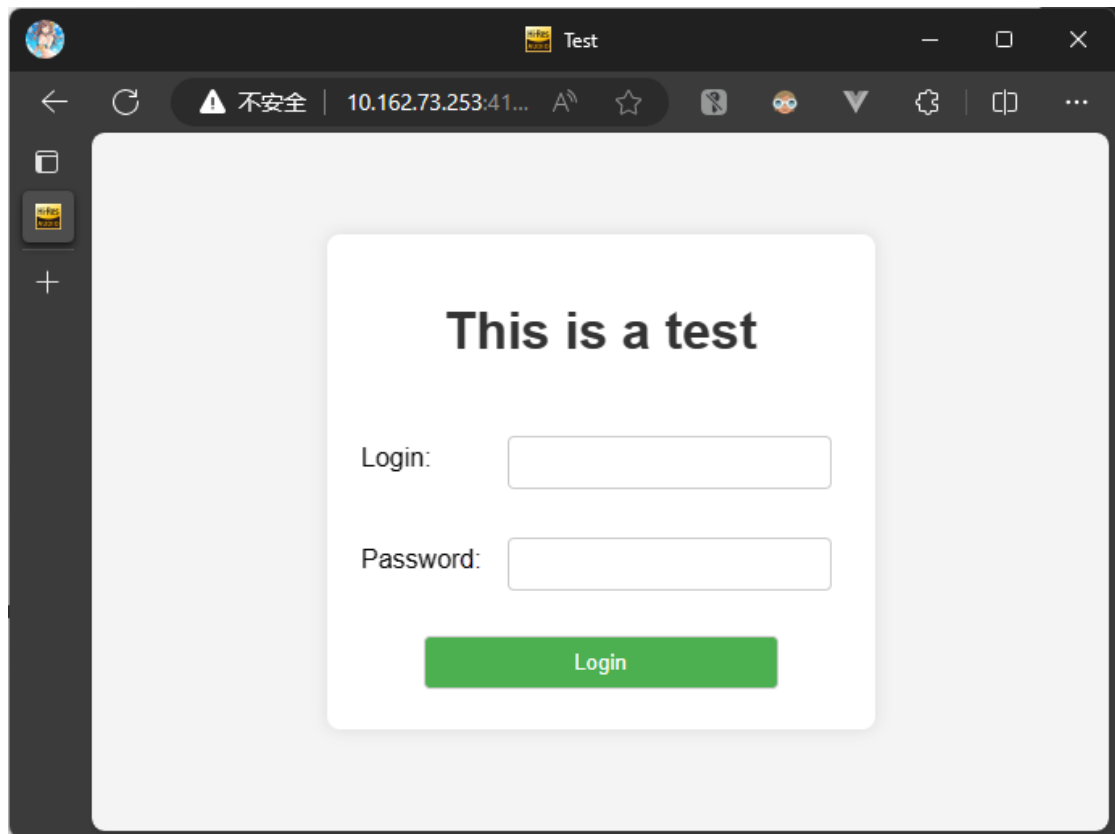 Test
不安全
10.162.73.253:41...
This is a test
Login:
Password:
Login